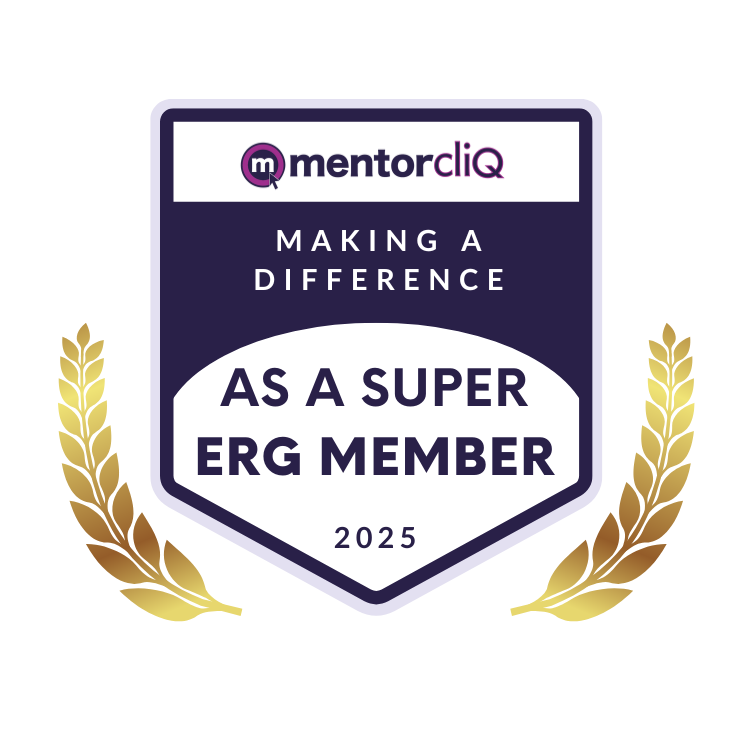 m mentorcliQ
MAKING A
DIFFERENCE
AS A SUPER
ERG MEMBER
2025